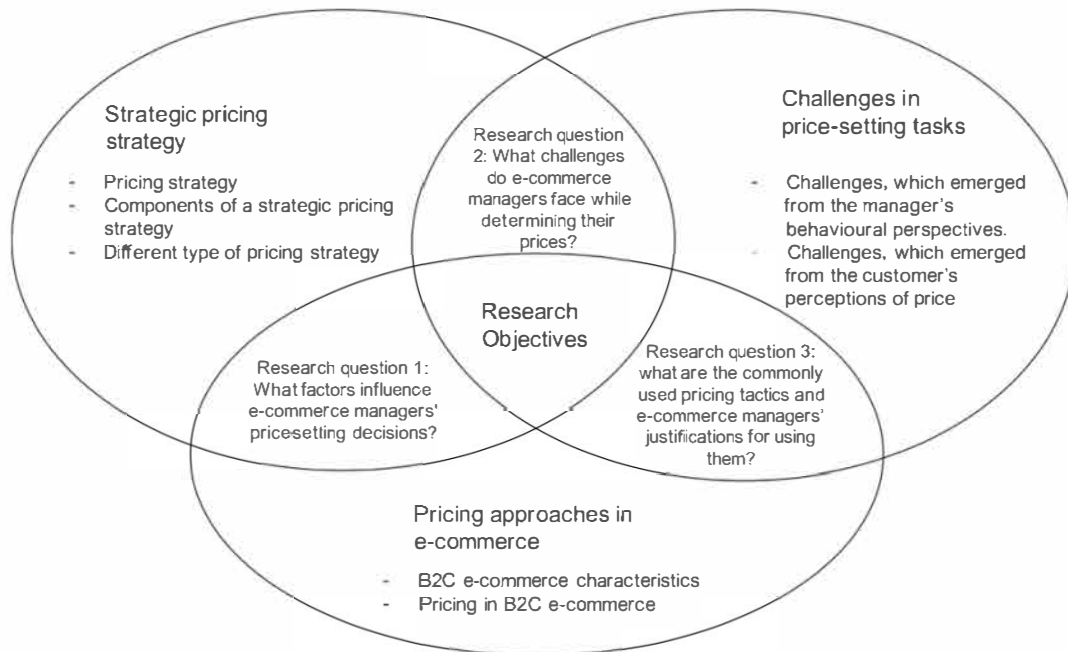 Strategic pricing
strategy
- Pricing strategy
- Components of a strategic pricing
strategy
- Different type of pricing strategy
Research question
2: What challenges
do e-commerce
managers face while
determining their
prices?
Challenges in
price-setting tasks
- Challenges, which emerged
from the manager's
behavioural perspectives.
- Challenges, which emerged
from the customer's
perceptions of price
Research
Objectives
Research question 1:
What factors influence
e-commerce managers'
price-setting decisions?
Research question 3:
what are the commonly
used pricing tactics and
e-commerce managers'
justifications for using
them?
Pricing approaches in
e-commerce
- B2C e-commerce characteristics
- Pricing in B2C e-commerce